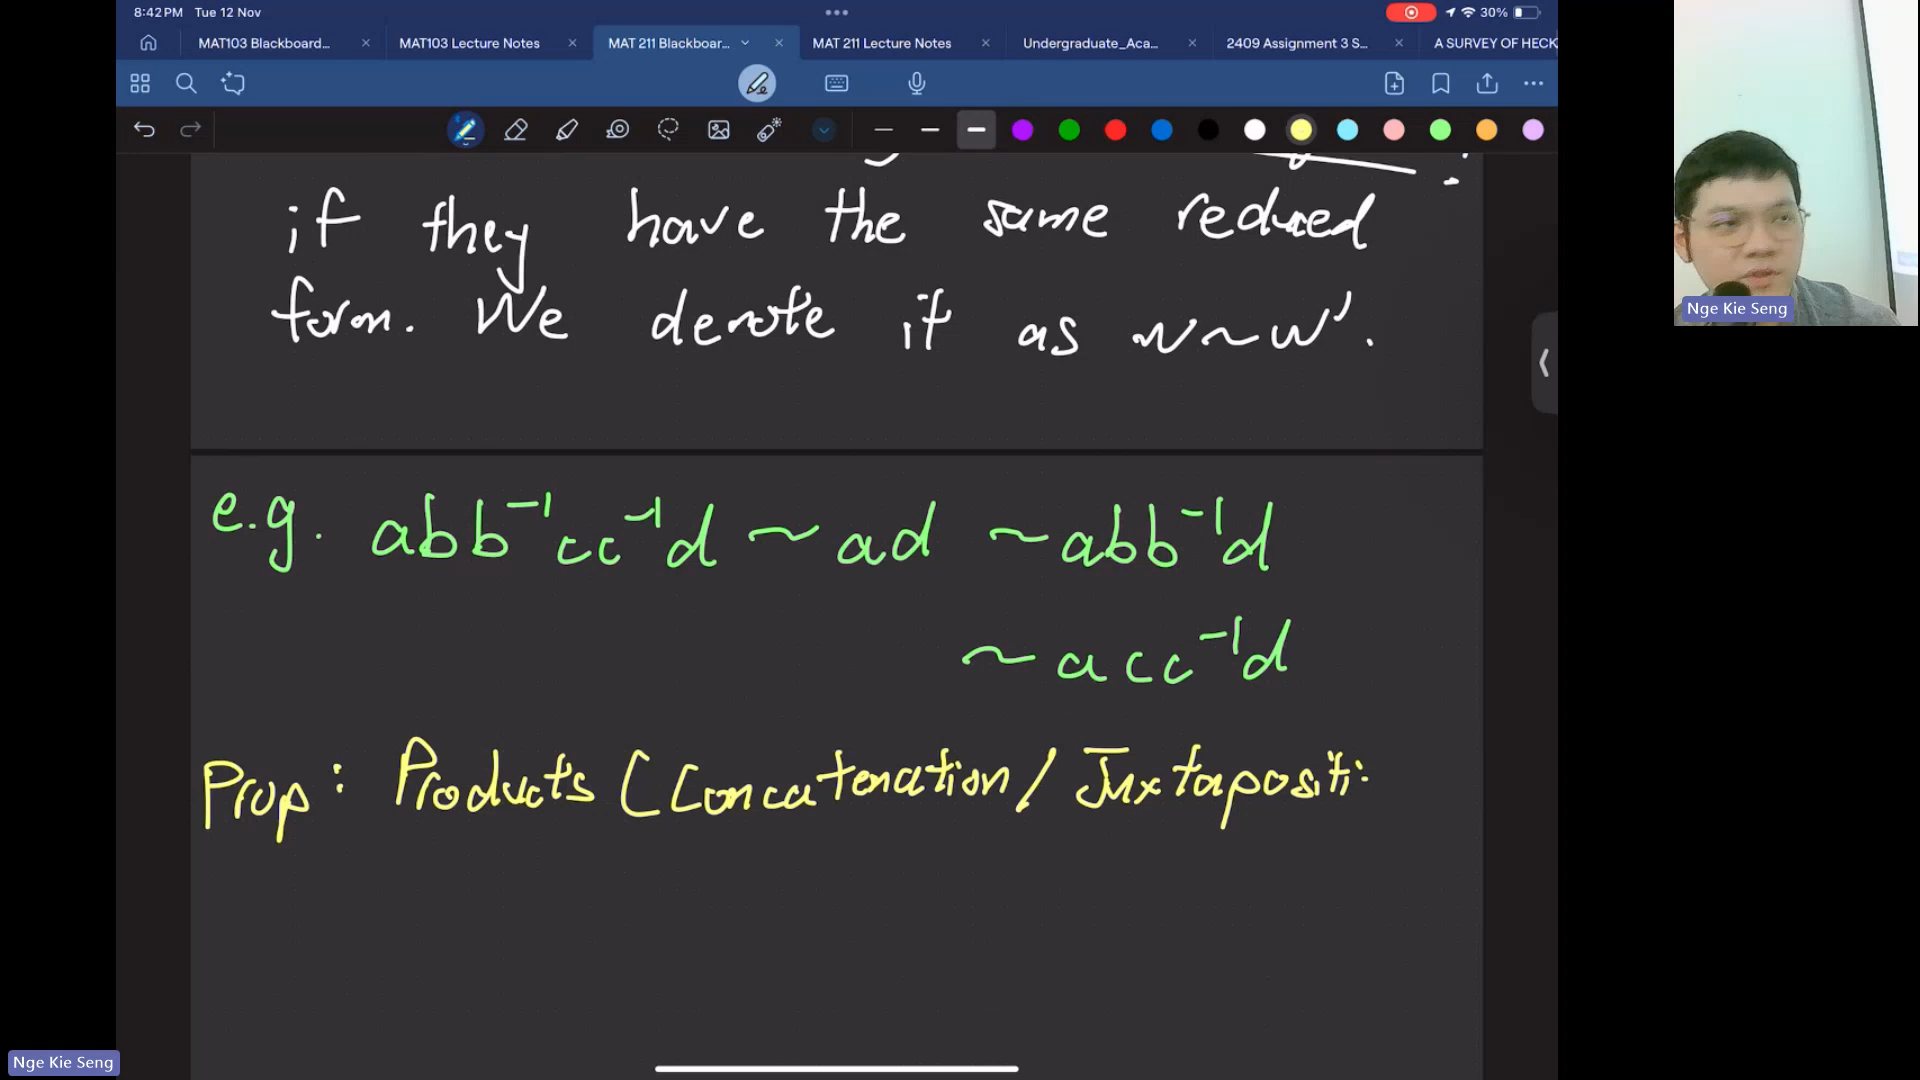 8:42 PM Tue 12 Nov
30%
MAT103 Blackboard...
MAT103 Lecture Notes
MAT 211 Blackboar...
MAT 211 Lecture Notes
Undergraduate_Aca...
2409 Assignment 3 S...
A SURVEY OF HECK
if they have the same reduced
form. We denote it as w~w'.
e.g. abb⁻¹cc⁻¹d ~ ad ~ abb⁻¹d
~ acc⁻¹d
Prop: Products (Concatenation/Juxtapositi
Nge Kie Seng
Nge Kie Seng